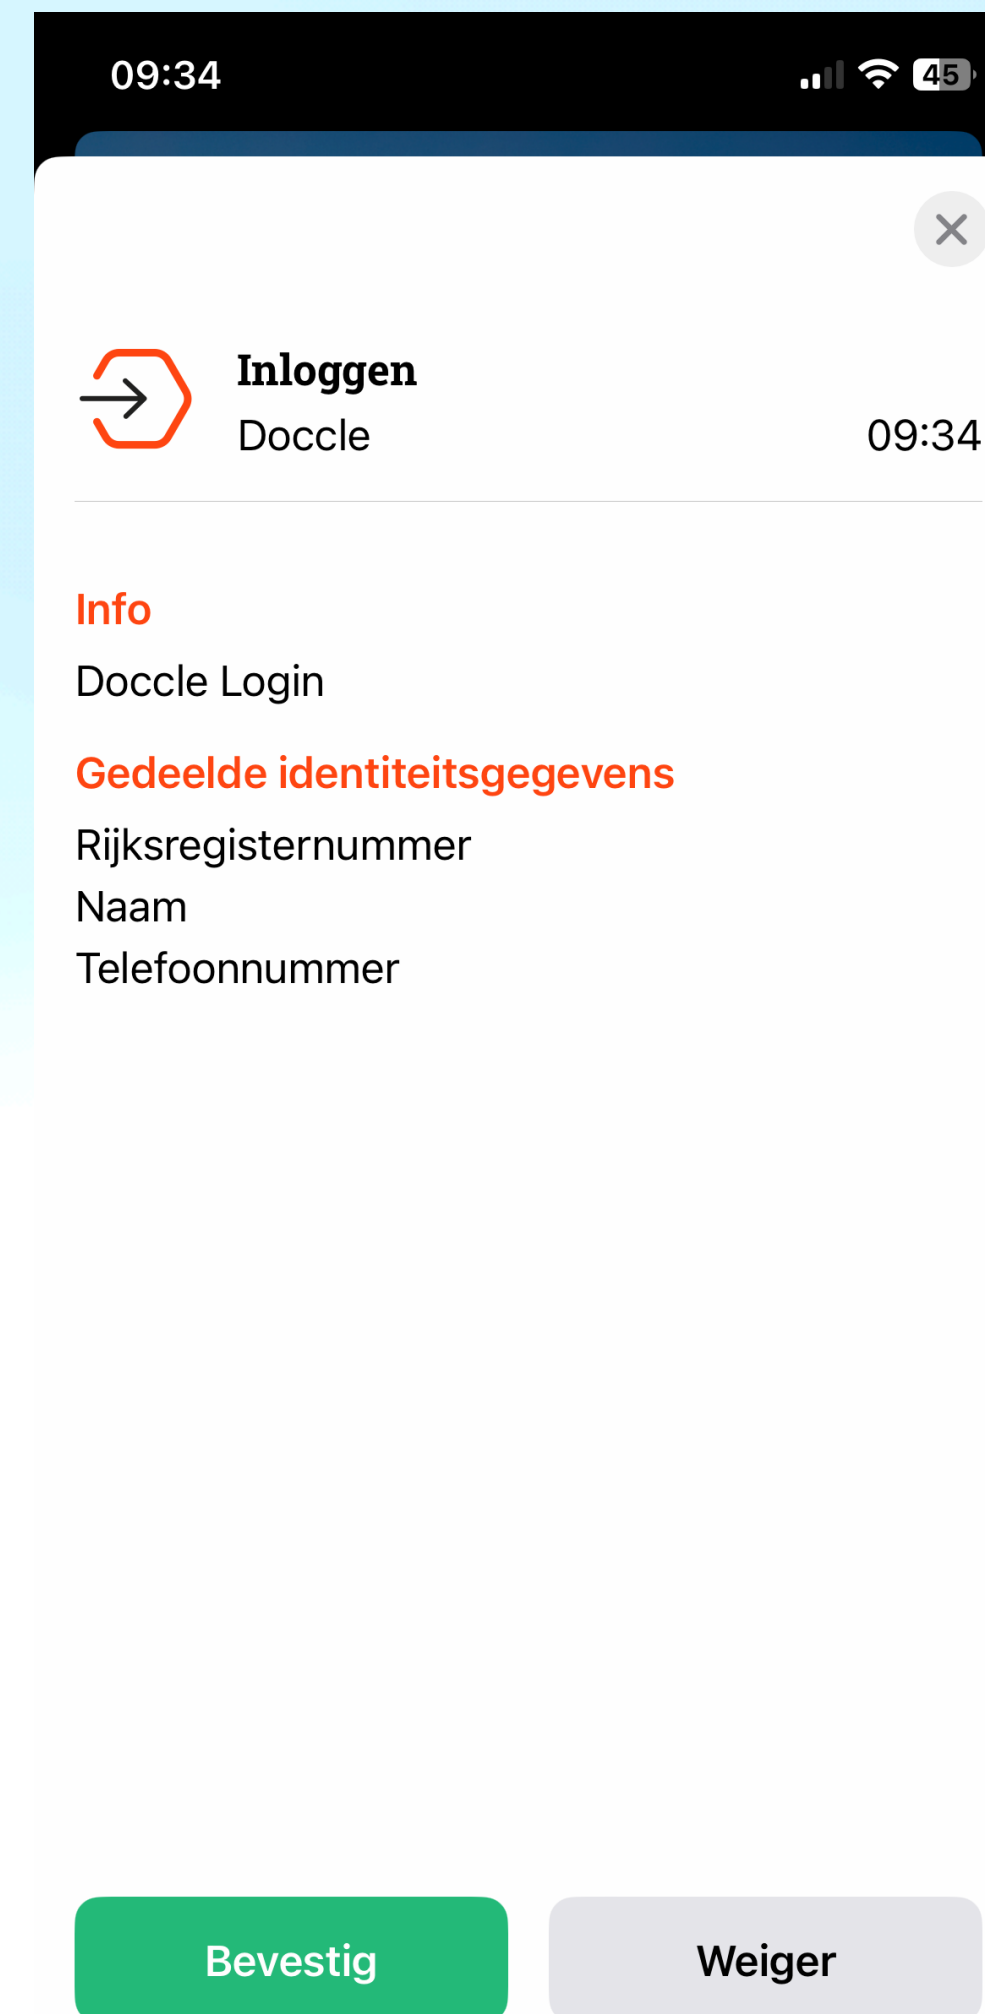 09:34
45
Inloggen
Doccle
09:34
Info
Doccle Login
Gedeelde identiteitsgegevens
Rijksregisternummer
Naam
Telefoonnummer
Bevestig
Weiger